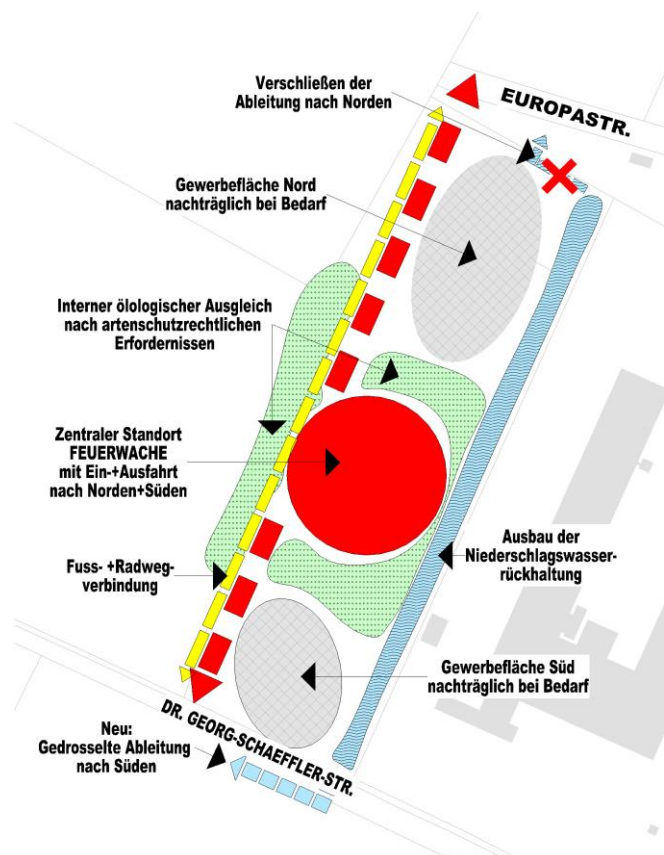 Verschließen der
Ableitung nach Norden
EUROPASTR.
Gewerbefläche Nord
nachträglich bei Bedarf
Interner ölologischer Ausgleich
nach artenschutzrechtlichen
Erfordernissen
Zentraler Standort
FEUERWACHE
mit Ein-+Ausfahrt
nach Norden+Süden
Ausbau der
Niederschlagswasser-
rückhaltung
Fuss- +Radweg-
verbindung
Gewerbefläche Süd
nachträglich bei Bedarf
DR. GEORG-SCHAEFFLER-STR.
Neu:
Gedrosselte Ableitung
nach Süden